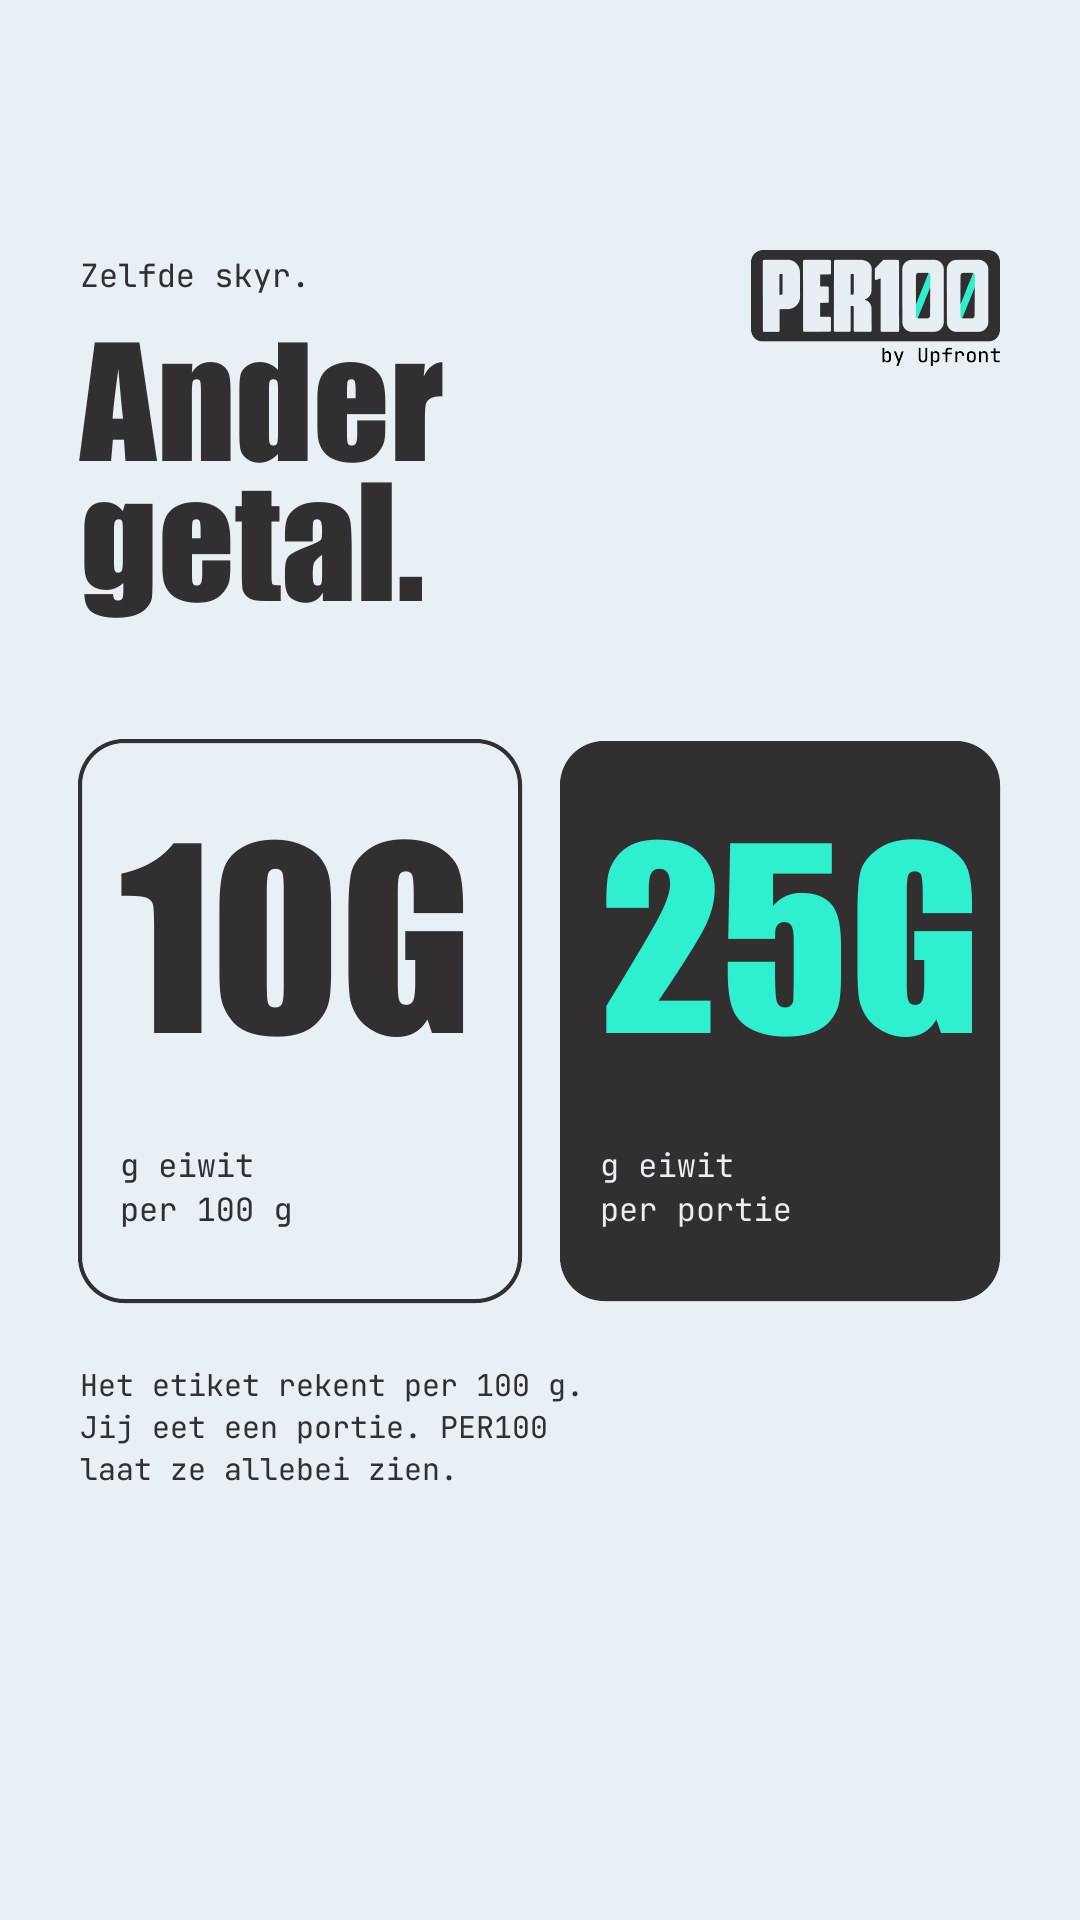 Zelfde skyr.
PER100
by Upfront
Ander
getal.
10G
g eiwit
per 100 g
25G
g eiwit
per portie
Het etiket rekent per 100 g.
Jij eet een portie. PER100
laat ze allebei zien.